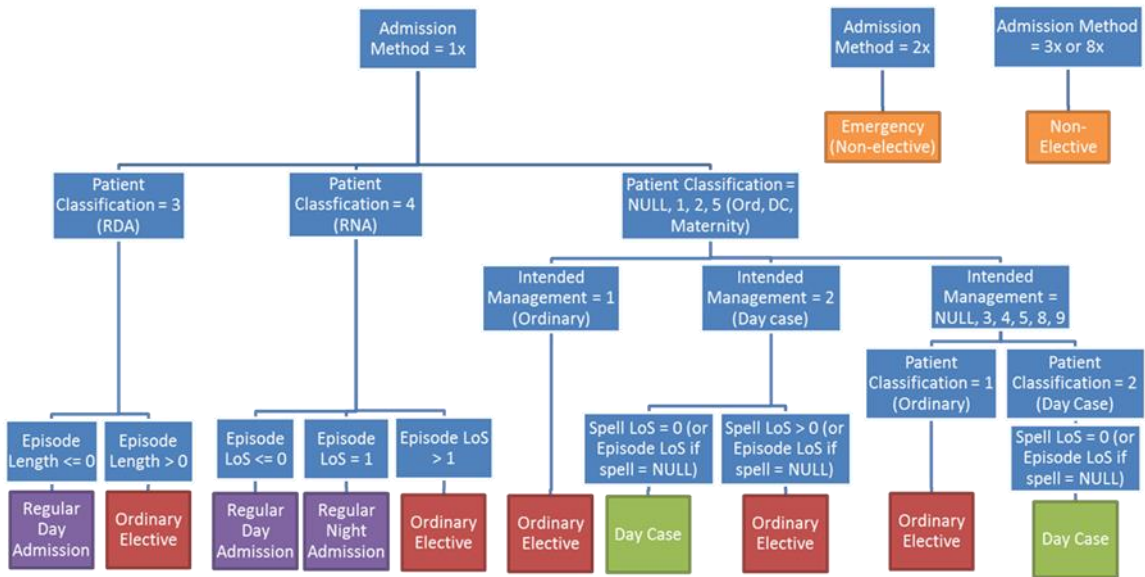 Admission
Method = 1x
Admission
Method = 2x
Admission Method
= 3x or 8x
Emergency
(Non-elective)
Non-
Elective
Patient
Classification = 3
(RDA)
Patient
Classfication = 4
(RNA)
Patient Classification =
NULL, 1, 2, 5 (Ord, DC,
Maternity)
Intended
Management = 1
(Ordinary)
Intended
Management = 2
(Day case)
Intended
Management =
NULL, 3, 4, 5, 8, 9
Patient
Classification = 1
(Ordinary)
Patient
Classification = 2
(Day Case)
Episode
Length <= 0
Episode
Length > 0
Episode
LoS <= 0
Episode
LoS = 1
Episode LoS
> 1
Spell LoS = 0 (or
Episode LoS if
spell = NULL)
Spell LoS > 0 (or
Episode LoS if
spell = NULL)
Spell LoS = 0 (or
Episode LoS if
spell = NULL)
Regular
Day
Admission
Ordinary
Elective
Regular
Day
Admission
Regular
Night
Admission
Ordinary
Elective
Ordinary
Elective
Day Case
Ordinary
Elective
Ordinary
Elective
Day Case